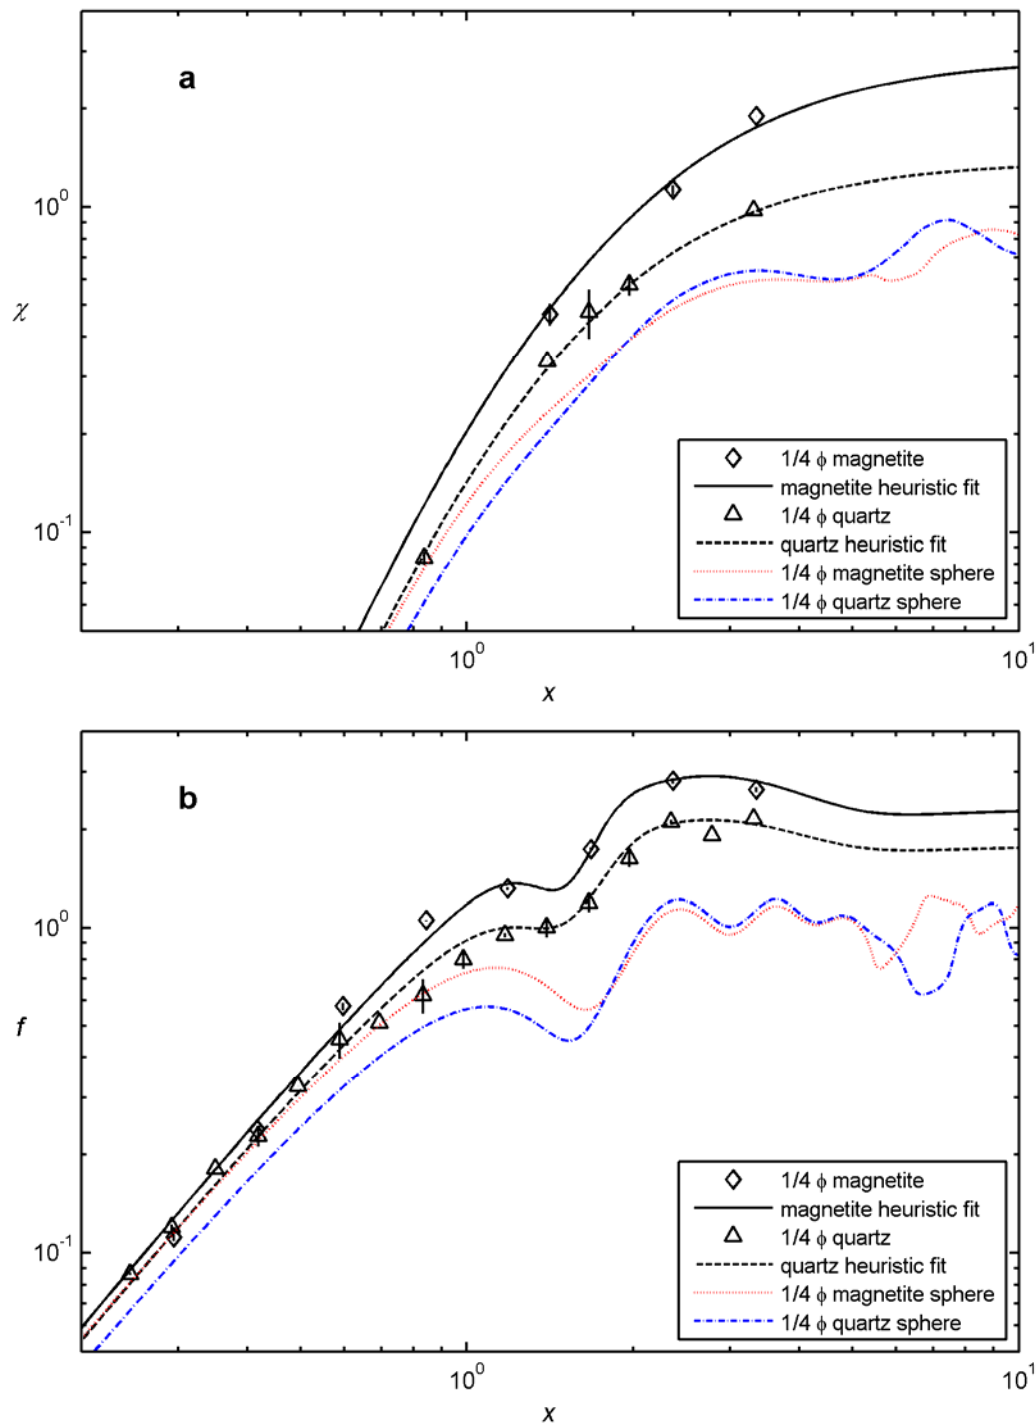 a
10⁰
10⁻¹
χ
1/4 ϕ magnetite
magnetite heuristic fit
1/4 ϕ quartz
quartz heuristic fit
1/4 ϕ magnetite sphere
1/4 ϕ quartz sphere
10⁰
10¹
x
b
10⁰
10⁻¹
f
1/4 ϕ magnetite
magnetite heuristic fit
1/4 ϕ quartz
quartz heuristic fit
1/4 ϕ magnetite sphere
1/4 ϕ quartz sphere
10⁰
10¹
x